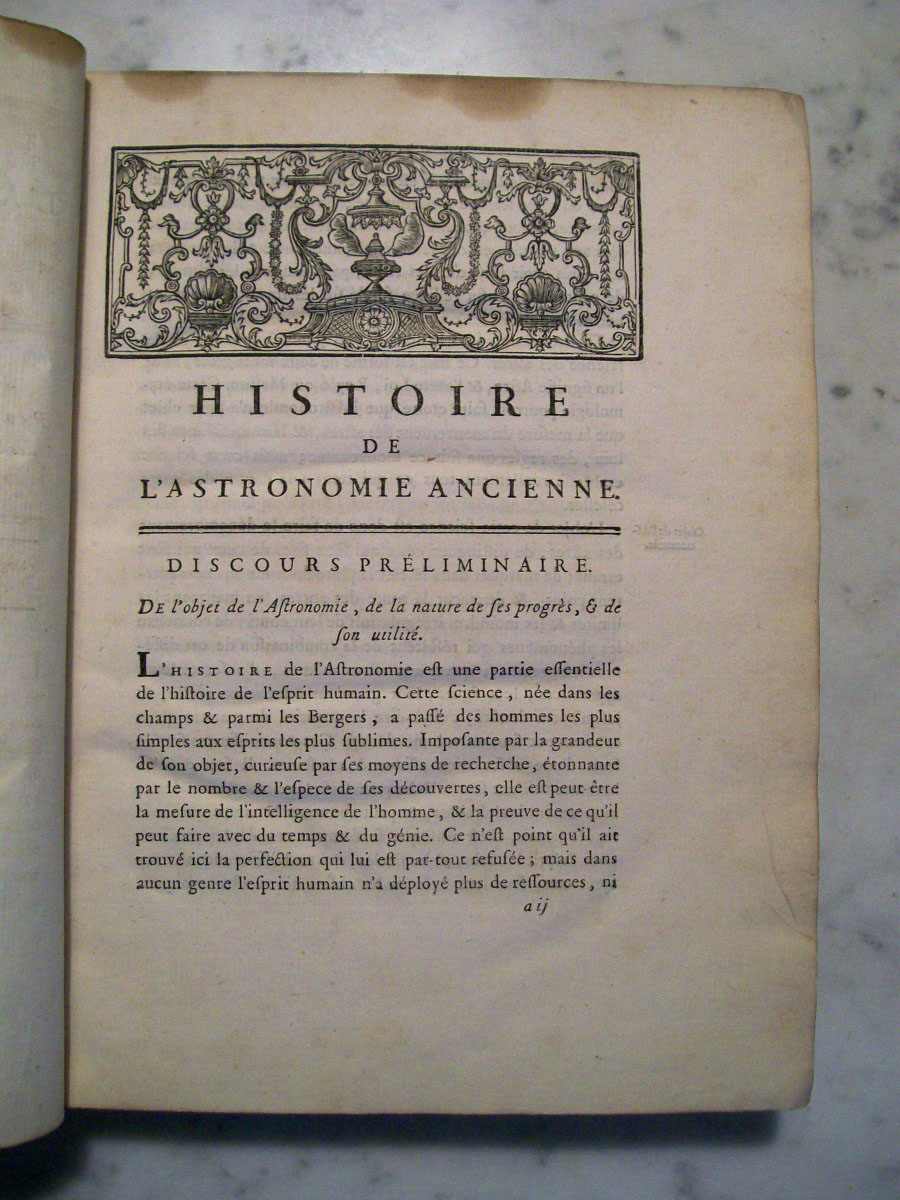 HISTOIRE
DE
L'ASTRONOMIE ANCIENNE.
DISCOURS PRÉLIMINAIRE.
DE l'objet de l'Aſtronomie, de la nature de ſes progrès, & de
ſon utilité.
L'HISTOIRE de l'Aſtronomie eſt une partie eſſentielle
de l'hiſtoire de l'eſprit humain. Cette ſcience, née dans les
champs & parmi les Bergers, a paſſé des hommes les plus
ſimples aux eſprits les plus ſublimes. Impoſante par la grandeur
de ſon objet, curieuſe par ſes moyens de recherche, étonnante
par le nombre & l'eſpece de ſes découvertes, elle eſt peut-être
la meſure de l'intelligence de l'homme, & la preuve de ce qu'il
peut faire avec du temps & du génie. Ce n'eſt point qu'il ait
trouvé ici la perfection qui lui eſt par-tout refuſée; mais dans
aucun genre l'eſprit humain n'a déployé plus de reſſources, ni
a ij